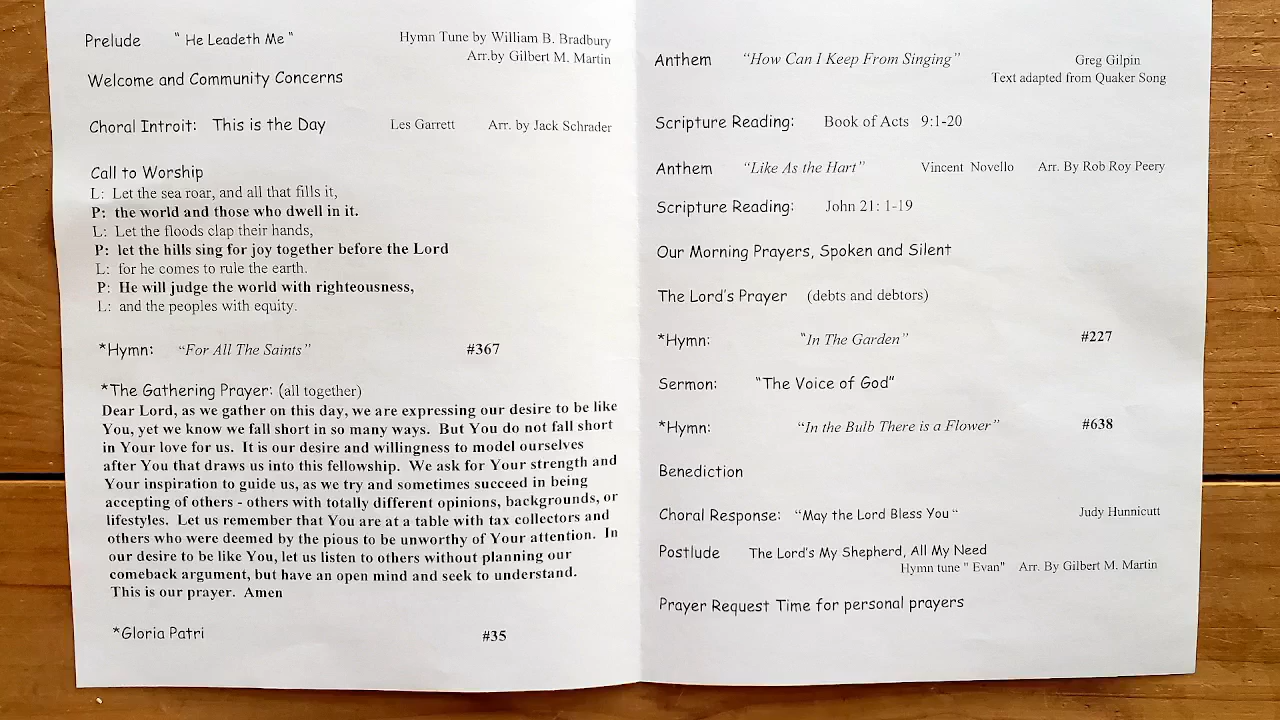 Prelude " He Leadeth Me " Hymn Tune by William B. Bradbury
Arr.by Gilbert M. Martin
Welcome and Community Concerns
Choral Introit: This is the Day Les Garrett Arr. by Jack Schrader
Call to Worship
L: Let the sea roar, and all that fills it,
P: the world and those who dwell in it.
L: Let the floods clap their hands,
P: let the hills sing for joy together before the Lord
L: for he comes to rule the earth.
P: He will judge the world with righteousness,
L: and the peoples with equity.
*Hymn: “For All The Saints” #367
*The Gathering Prayer: (all together)
Dear Lord, as we gather on this day, we are expressing our desire to be like
You, yet we know we fall short in so many ways. But You do not fall short
in Your love for us. It is our desire and willingness to model ourselves
after You that draws us into this fellowship. We ask for Your strength and
Your inspiration to guide us, as we try and sometimes succeed in being
accepting of others - others with totally different opinions, backgrounds, or
lifestyles. Let us remember that You are at a table with tax collectors and
others who were deemed by the pious to be unworthy of Your attention. In
our desire to be like You, let us listen to others without planning our
comeback argument, but have an open mind and seek to understand.
This is our prayer. Amen
*Gloria Patri #35
Anthem “How Can I Keep From Singing” Greg Gilpin
Text adapted from Quaker Song
Scripture Reading: Book of Acts 9:1-20
Anthem “Like As the Hart” Vincent Novello Arr. By Rob Roy Peery
Scripture Reading: John 21: 1-19
Our Morning Prayers, Spoken and Silent
The Lord’s Prayer (debts and debtors)
*Hymn: “In The Garden” #227
Sermon: “The Voice of God”
*Hymn: “In the Bulb There is a Flower” #638
Benediction
Choral Response: “May the Lord Bless You “ Judy Hunnicutt
Postlude The Lord’s My Shepherd, All My Need
Hymn tune " Evan" Arr. By Gilbert M. Martin
Prayer Request Time for personal prayers